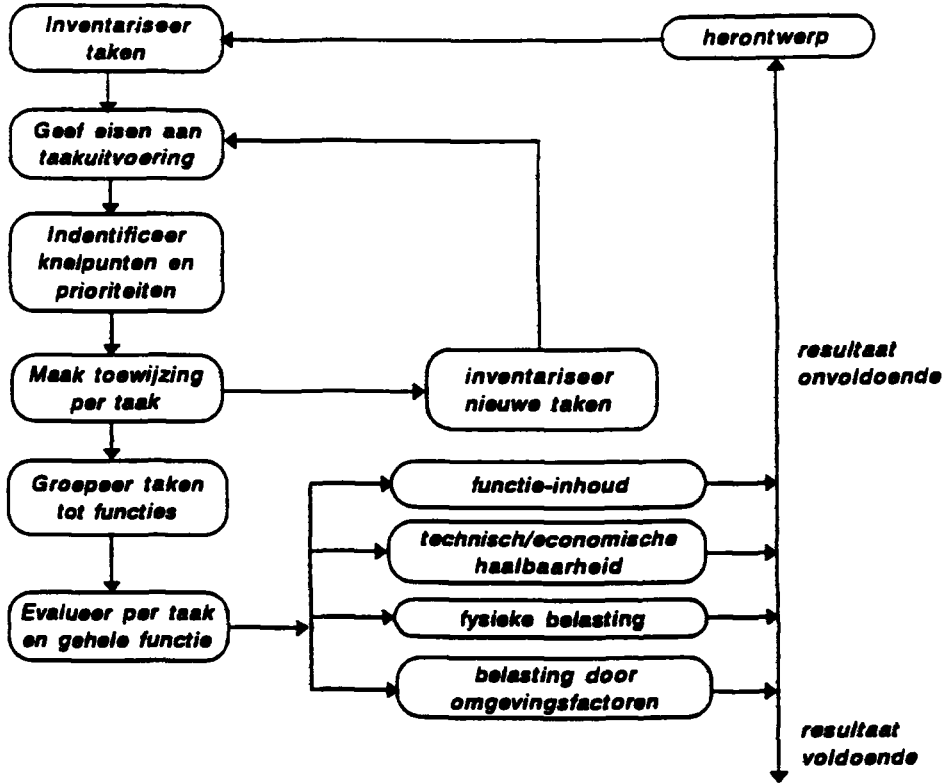 Inventariseer
taken
herontwerp
Geef eisen aan
taakuitvoering
Indentificeer
knelpunten en
prioriteiten
Maak toewijzing
per taak
inventariseer
nieuwe taken
resultaat
onvoldoende
Groepeer taken
tot functies
functie-inhoud
technisch/economische
haalbaarheid
Evalueer per taak
en gehele functie
fysieke belasting
belasting door
omgevingsfactoren
resultaat
voldoende